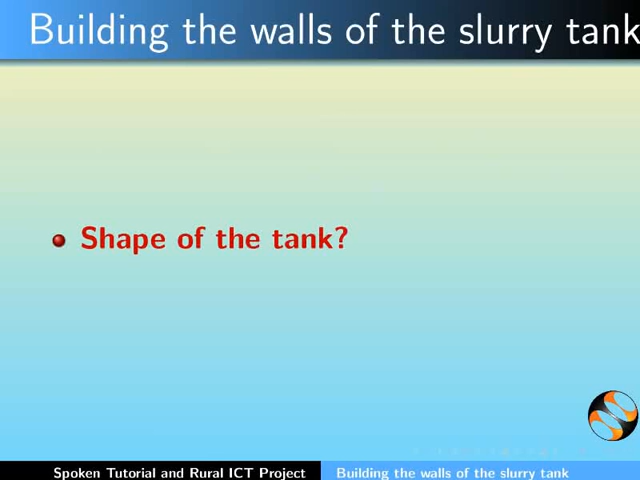 Building the walls of the slurry tank
Shape of the tank?
Spoken Tutorial and Rural ICT Project
Building the walls of the slurry tank